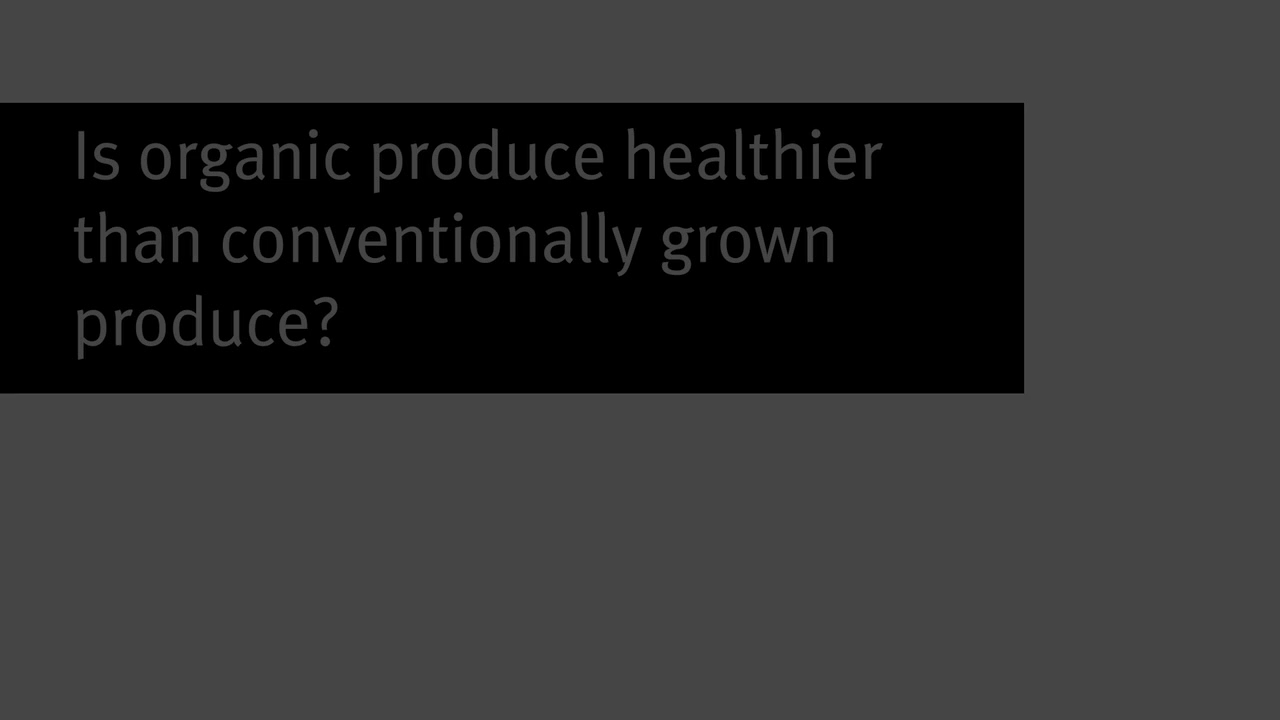 Is organic produce healthier
than conventionally grown
produce?